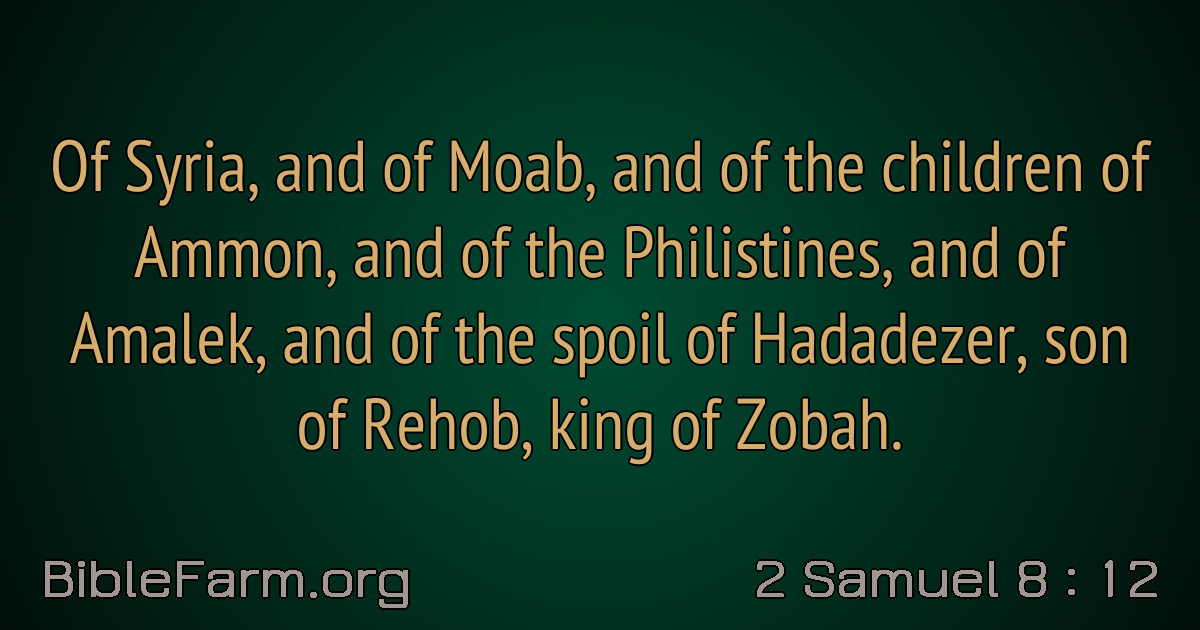 Of Syria, and of Moab, and of the children of
Ammon, and of the Philistines, and of
Amalek, and of the spoil of Hadadezer, son
of Rehob, king of Zobah.
BibleFarm.org
2 Samuel 8 : 12